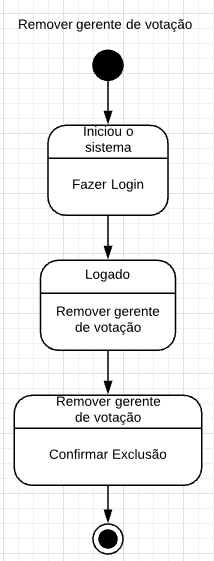 Remover gerente de votação
Iniciou o
sistema
Fazer Login
Logado
Remover gerente
de votação
Remover gerente
de votação
Confirmar Exclusão